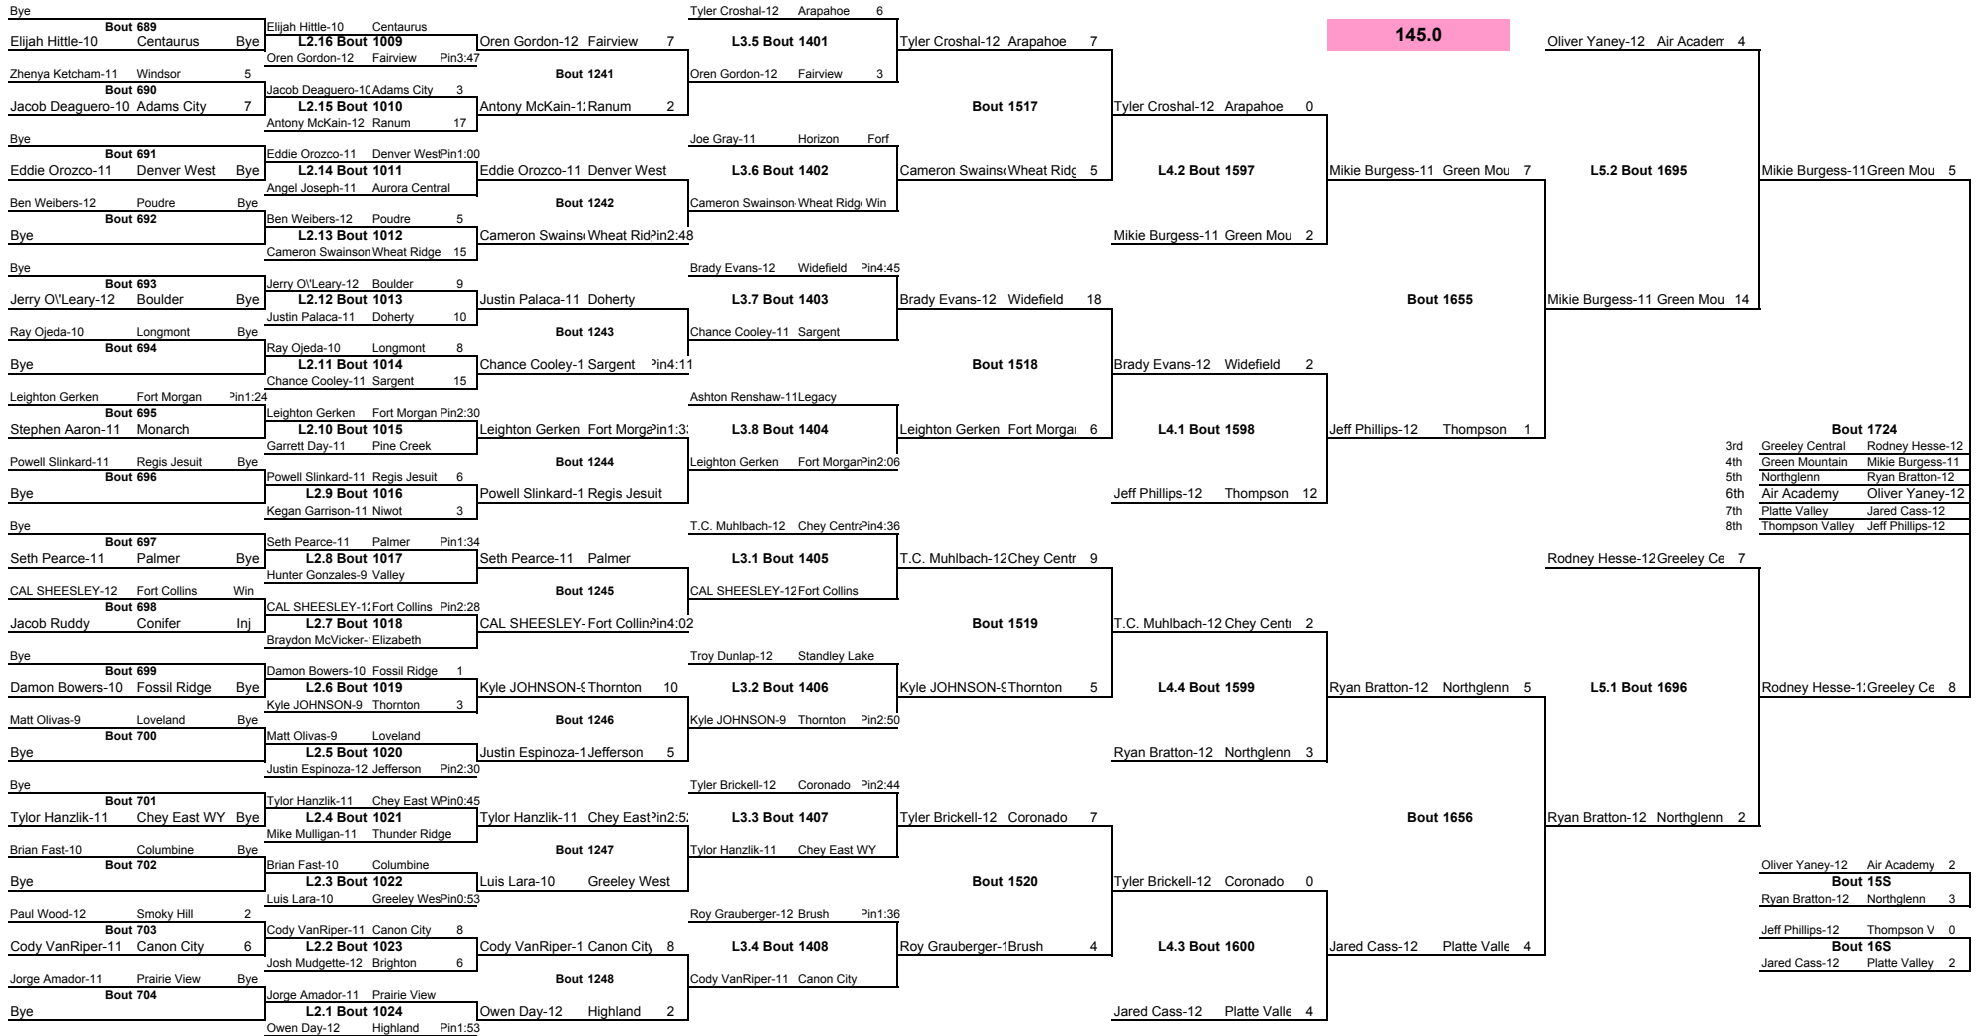 Bye
Bout 689
Elijah Hittle-10 Centaurus Bye
Zhenya Ketcham-11 Windsor 5
Bout 690
Jacob Deaguero-10 Adams City 7
Bye
Bout 691
Eddie Orozco-11 Denver West Bye
Ben Weibers-12 Poudre Bye
Bout 692
Bye
Bye
Bout 693
Jerry O\'Leary-12 Boulder Bye
Ray Ojeda-10 Longmont Bye
Bout 694
Bye
Leighton Gerken Fort Morgan Pin1:24
Bout 695
Stephen Aaron-11 Monarch
Powell Slinkard-11 Regis Jesuit Bye
Bout 696
Bye
Bye
Bout 697
Seth Pearce-11 Palmer Bye
CAL SHEESLEY-12 Fort Collins Win
Bout 698
Jacob Ruddy Conifer Inj
Bye
Bout 699
Damon Bowers-10 Fossil Ridge Bye
Matt Olivas-9 Loveland Bye
Bout 700
Bye
Bye
Bout 701
Tylor Hanzlik-11 Chey East WY Bye
Brian Fast-10 Columbine Bye
Bout 702
Bye
Paul Wood-12 Smoky Hill 2
Bout 703
Cody VanRiper-11 Canon City 6
Jorge Amador-11 Prairie View Bye
Bout 704
Bye
Elijah Hittle-10 Centaurus
L2.16 Bout 1009
Oren Gordon-12 Fairview Pin3:47
Jacob Deaguero-10 Adams City 3
L2.15 Bout 1010
Antony McKain-12 Ranum 17
Eddie Orozco-11 Denver West Pin1:00
L2.14 Bout 1011
Angel Joseph-11 Aurora Central
Ben Weibers-12 Poudre 5
L2.13 Bout 1012
Cameron Swainson Wheat Ridge 15
Jerry O\'Leary-12 Boulder 9
L2.12 Bout 1013
Justin Palaca-11 Doherty 10
Ray Ojeda-10 Longmont 8
L2.11 Bout 1014
Chance Cooley-11 Sargent 15
Leighton Gerken Fort Morgan Pin2:30
L2.10 Bout 1015
Garrett Day-11 Pine Creek
Powell Slinkard-11 Regis Jesuit 6
L2.9 Bout 1016
Kegan Garrison-11 Niwot 3
Seth Pearce-11 Palmer Pin1:34
L2.8 Bout 1017
Hunter Gonzales-9 Valley
CAL SHEESLEY-12 Fort Collins Pin2:28
L2.7 Bout 1018
Braydon McVicker- Elizabeth
Damon Bowers-10 Fossil Ridge 1
L2.6 Bout 1019
Kyle JOHNSON-9 Thornton 3
Matt Olivas-9 Loveland
L2.5 Bout 1020
Justin Espinoza-12 Jefferson Pin2:30
Tylor Hanzlik-11 Chey East W Pin0:45
L2.4 Bout 1021
Mike Mulligan-11 Thunder Ridge
Brian Fast-10 Columbine
L2.3 Bout 1022
Luis Lara-10 Greeley Wes Pin0:53
Cody VanRiper-11 Canon City 8
L2.2 Bout 1023
Josh Mudgette-12 Brighton 6
Jorge Amador-11 Prairie View
L2.1 Bout 1024
Owen Day-12 Highland Pin1:53
Oren Gordon-12 Fairview 7
Bout 1241
Antony McKain-12 Ranum 2
Eddie Orozco-11 Denver West
Bout 1242
Cameron Swains Wheat Rid Pin2:48
Justin Palaca-11 Doherty
Bout 1243
Chance Cooley-1 Sargent Pin4:11
Leighton Gerken Fort Morga Pin1:33
Bout 1244
Powell Slinkard-1 Regis Jesuit
Seth Pearce-11 Palmer
Bout 1245
CAL SHEESLEY- Fort Collin Pin4:02
Kyle JOHNSON-9 Thornton 10
Bout 1246
Justin Espinoza-1 Jefferson 5
Tylor Hanzlik-11 Chey East Pin2:52
Bout 1247
Luis Lara-10 Greeley West
Cody VanRiper-1 Canon City 8
Bout 1248
Owen Day-12 Highland 2
Tyler Croshal-12 Arapahoe 6
L3.5 Bout 1401
Oren Gordon-12 Fairview 3
Joe Gray-11 Horizon Forf
L3.6 Bout 1402
Cameron Swainson Wheat Ridg Win
Brady Evans-12 Widefield Pin4:45
L3.7 Bout 1403
Chance Cooley-11 Sargent
Ashton Renshaw-11 Legacy
L3.8 Bout 1404
Leighton Gerken Fort Morgan Pin2:06
T.C. Muhlbach-12 Chey Centra Pin4:36
L3.1 Bout 1405
CAL SHEESLEY-12 Fort Collins
Troy Dunlap-12 Standley Lake
L3.2 Bout 1406
Kyle JOHNSON-9 Thornton Pin2:50
Tyler Brickell-12 Coronado Pin2:44
L3.3 Bout 1407
Tylor Hanzlik-11 Chey East WY
Roy Grauberger-12 Brush Pin1:36
L3.4 Bout 1408
Cody VanRiper-11 Canon City
Tyler Croshal-12 Arapahoe 7
Bout 1517
Cameron Swains Wheat Ridg 5
Brady Evans-12 Widefield 18
Bout 1518
Leighton Gerken Fort Morga 6
T.C. Muhlbach-12 Chey Centr 9
Bout 1519
Kyle JOHNSON-9 Thornton 5
Tyler Brickell-12 Coronado 7
Bout 1520
Roy Grauberger-1 Brush 4
Tyler Croshal-12 Arapahoe 0
L4.2 Bout 1597
Mikie Burgess-11 Green Mou 2
Brady Evans-12 Widefield 2
L4.1 Bout 1598
Jeff Phillips-12 Thompson 12
T.C. Muhlbach-12 Chey Centr 2
L4.4 Bout 1599
Ryan Bratton-12 Northglenn 3
Tyler Brickell-12 Coronado 0
L4.3 Bout 1600
Jared Cass-12 Platte Valle 4
145.0
Mikie Burgess-11 Green Mou 7
Bout 1655
Jeff Phillips-12 Thompson 1
Ryan Bratton-12 Northglenn 5
Bout 1656
Jared Cass-12 Platte Valle 4
Oliver Yaney-12 Air Academ 4
L5.2 Bout 1695
Mikie Burgess-11 Green Mou 14
Rodney Hesse-12 Greeley Ce 7
L5.1 Bout 1696
Ryan Bratton-12 Northglenn 2
Mikie Burgess-11 Green Mou 5
Bout 1724
3rd Greeley Central Rodney Hesse-12
4th Green Mountain Mikie Burgess-11
5th Northglenn Ryan Bratton-12
6th Air Academy Oliver Yaney-12
7th Platte Valley Jared Cass-12
8th Thompson Valley Jeff Phillips-12
Rodney Hesse-12 Greeley Ce 8
Oliver Yaney-12 Air Academy 2
Bout 15S
Ryan Bratton-12 Northglenn 3
Jeff Phillips-12 Thompson V 0
Bout 16S
Jared Cass-12 Platte Valley 2